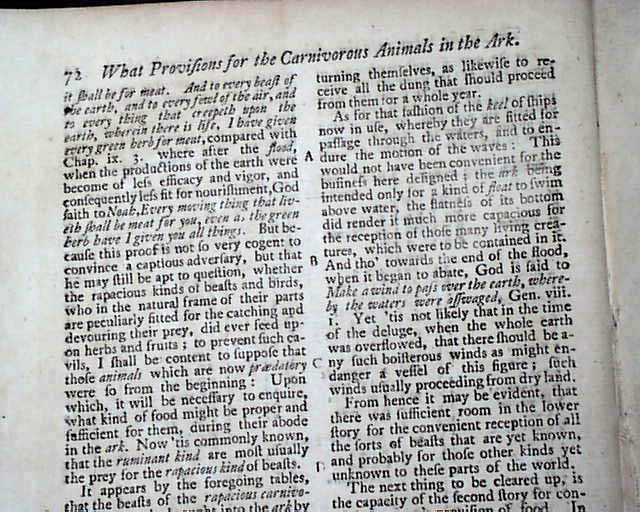 72 What Proviſions for the Carnivorous Animals in the Ark.
it ſhall be for meat. And to every beaſt of
the earth, and to every fowl of the air, and
to every thing that creepeth upon the
earth, wherein there is life, I have given
every green herb for meat, compared with
Chap. ix. 3. where after the flood,
when the productions of the earth were
become of leſs efficacy and vigor, and
conſequently leſs fit for nouriſhment, God
ſaith to Noah, Every moving thing that liv-
eth ſhall be meat for you, even as the green
herb have I given you all things. But be-
cauſe this proof is not ſo very cogent to
convince a captious adverſary, but that
he may ſtill be apt to queſtion, whether
the rapacious kinds of beaſts and birds,
who in the natural frame of their parts
are peculiarly fitted for the catching and
devouring their prey, did ever feed up-
on herbs and fruits; to prevent ſuch ca-
vils, I ſhall be content to ſuppoſe that
thoſe animals which are now prædatory
were ſo from the beginning: Upon
which, it will be neceſſary to enquire,
what kind of food might be proper and
ſufficient for them, during their abode
in the ark. Now 'tis commonly known,
that the ruminant kind are moſt uſually
the prey for the rapacious kind of beaſts.
It appears by the foregoing tables,
that the beaſts of the rapacious carnivo-
into the ark by
A
B
C
D
turning themſelves, as likewiſe to re-
ceive all the dung that ſhould proceed
from them for a whole year.
As for that faſhion of the keel of ſhips
now in uſe, whereby they are fitted for
paſſage through the waters, and to en-
dure the motion of the waves: This
would not have been convenient for the
buſineſs here deſigned; the ark being
intended only for a kind of float to ſwim
above water, the flatneſs of its bottom
did render it much more capacious for
the reception of thoſe many living crea-
tures, which were to be contained in it.
And tho' towards the end of the flood,
when it began to abate, God is ſaid to
Make a wind to paſs over the earth, where-
by the waters were aſſwaged, Gen. viii.
1. Yet 'tis not likely that in the time
of the deluge, when the whole earth
was overflowed, that there ſhould be a-
ny ſuch boiſterous winds as might en-
danger a veſſel of this figure; ſuch
winds uſually proceeding from dry land.
From hence it may be evident, that
there was ſufficient room in the lower
ſtory for the convenient reception of all
the ſorts of beaſts that are yet known,
and probably for thoſe other kinds yet
unknown to theſe parts of the world.
The next thing to be cleared up, is
the capacity of the ſecond ſtory for con-
proviſion of food. In